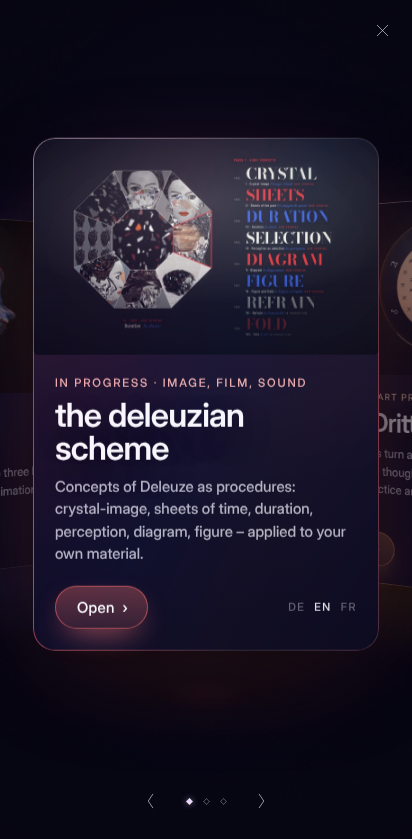 CRYSTAL
SHEETS
DURATION
SELECTION
DIAGRAM
FIGURE
REFRAIN
FOLD
IN PROGRESS · IMAGE, FILM, SOUND
the deleuzian
scheme
Concepts of Deleuze as procedures:
crystal-image, sheets of time, duration,
perception, diagram, figure – applied to your
own material.
Open ›
DE EN FR
three